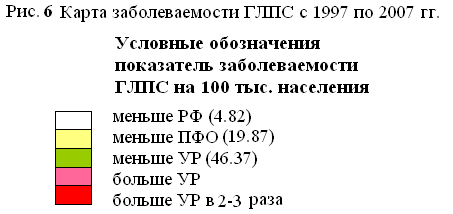 Рис. 6 Карта заболеваемости ГЛПС с 1997 по 2007 гг.
Условные обозначения
показатель заболеваемости
ГЛПС на 100 тыс. населения
меньше РФ (4.82)
меньше ПФО (19.87)
меньше УР (46.37)
больше УР
больше УР в 2-3 раза